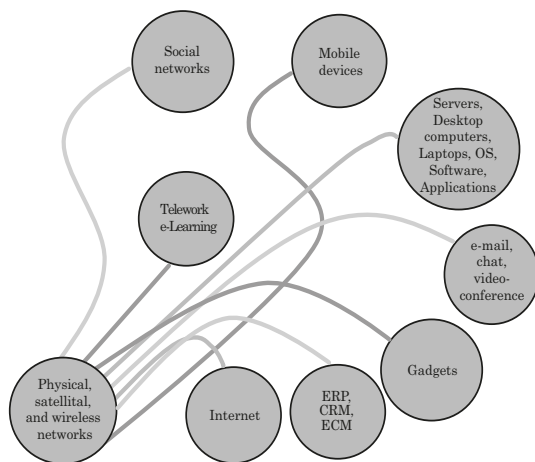 Social
networks
Mobile
devices
Servers,
Desktop
computers,
Laptops, OS,
Software,
Applications
Telework
e-Learning
e-mail,
chat,
video-
conference
Gadgets
Physical,
satellital,
and wireless
networks
Internet
ERP,
CRM,
ECM